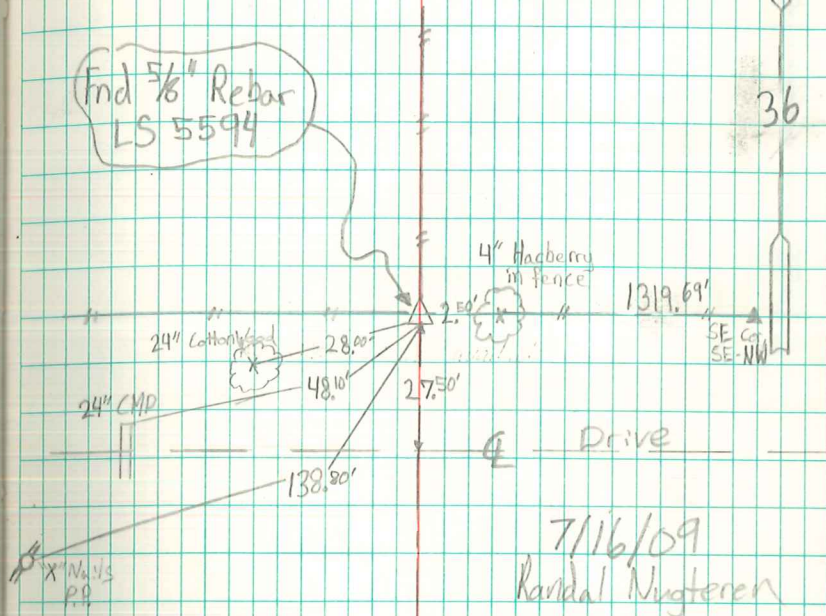 Fnd 5/8" Rebar
LS 5594
36
4" Hacberry
in fence
2.50'
1319.69'
SE Cor
SE-NW
24" Cottonwood
28.00'
48.10'
27.50'
24" CMP
℄ Drive
138.80'
"X" Nails
P.P.
7/16/09
Randal Nugteren